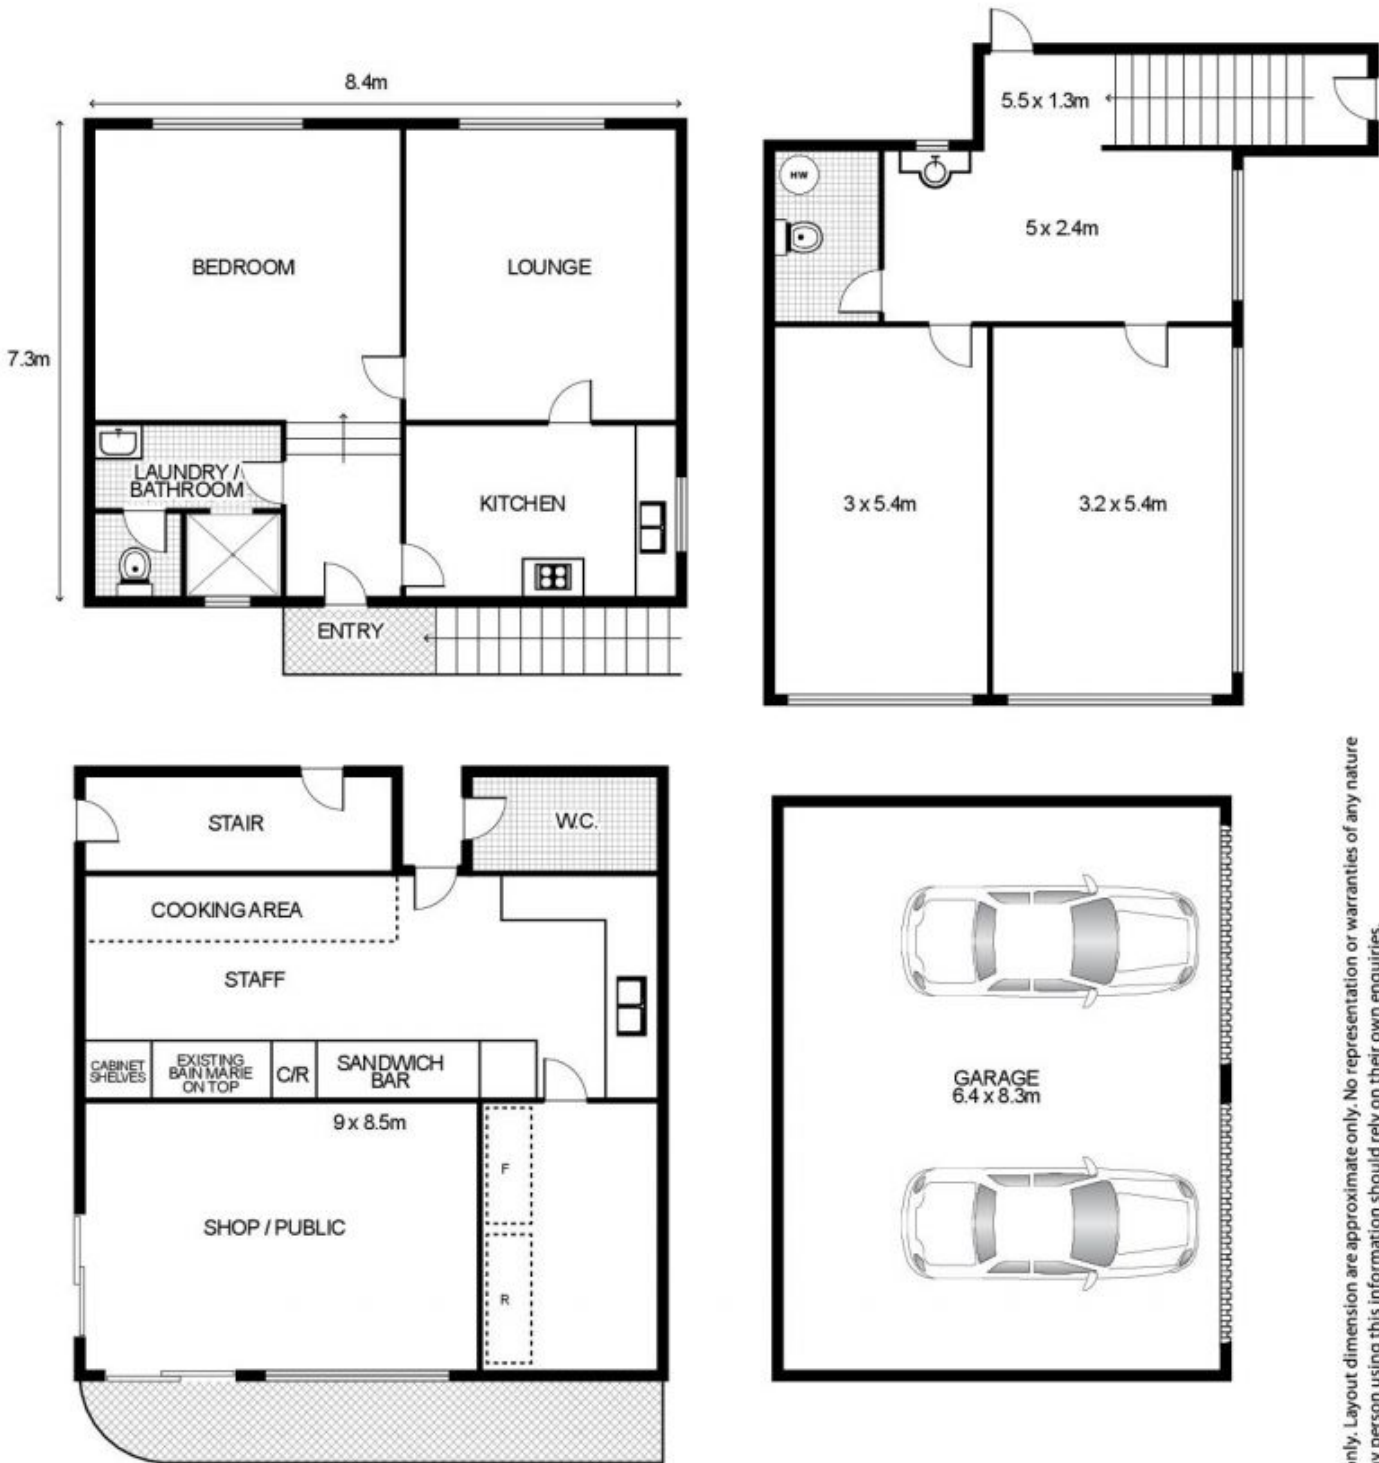 8.4m
7.3m
BEDROOM
LOUNGE
LAUNDRY /
BATHROOM
KITCHEN
ENTRY
5.5 x 1.3m
HW
5 x 2.4m
3 x 5.4m
3.2 x 5.4m
STAIR
W.C.
COOKING AREA
STAFF
CABINET
SHELVES
EXISTING
BAIN MARIE
ON TOP
C/R
SANDWICH
BAR
9 x 8.5m
SHOP / PUBLIC
F
R
GARAGE
6.4 x 8.3m
only. Layout dimension are approximate only. No representation or warranties of any nature
person using this information should rely on their own enquiries.